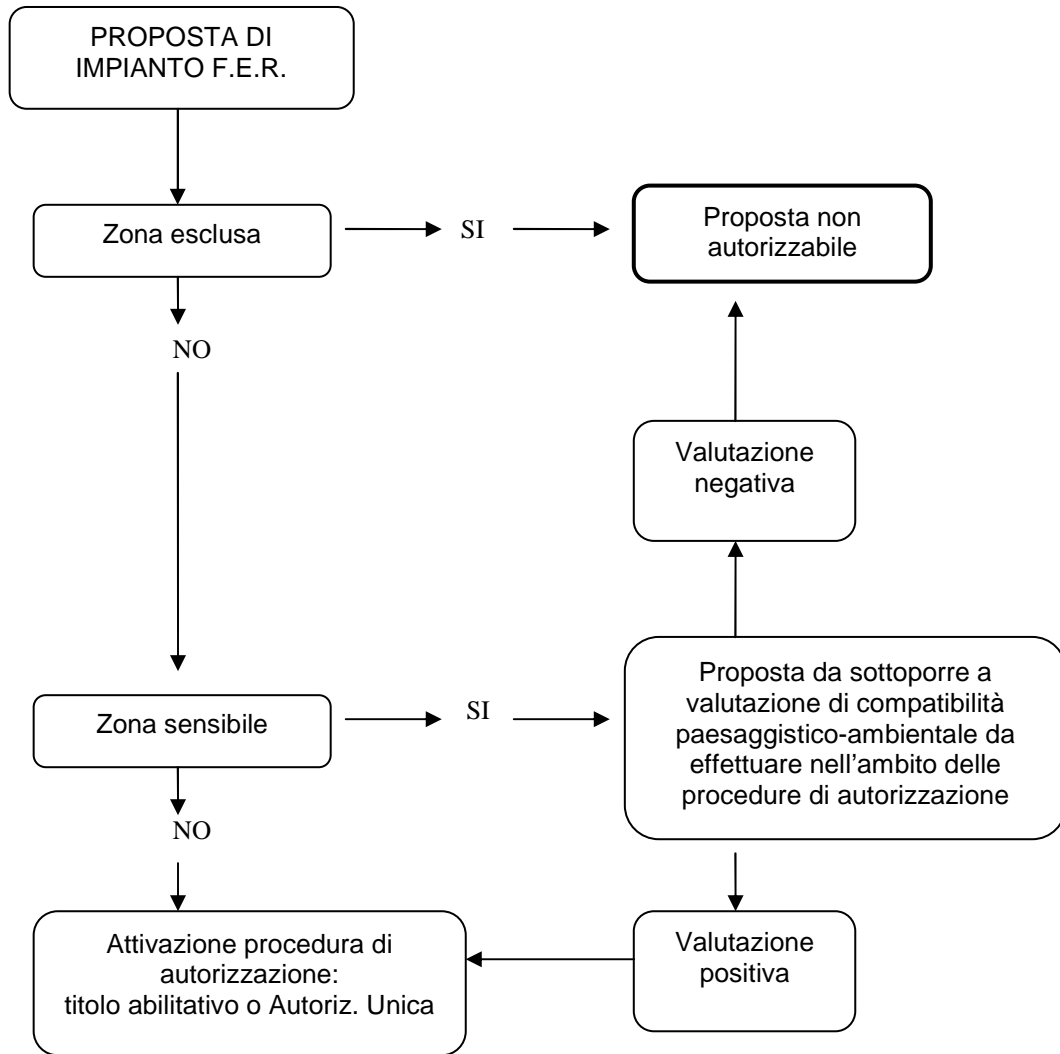 PROPOSTA DI
IMPIANTO F.E.R.
Zona esclusa
SI
Proposta non
autorizzabile
NO
Valutazione
negativa
Zona sensibile
SI
Proposta da sottoporre a
valutazione di compatibilità
paesaggistico-ambientale da
effettuare nell'ambito delle
procedure di autorizzazione
NO
Attivazione procedura di
autorizzazione:
titolo abilitativo o Autoriz. Unica
Valutazione
positiva